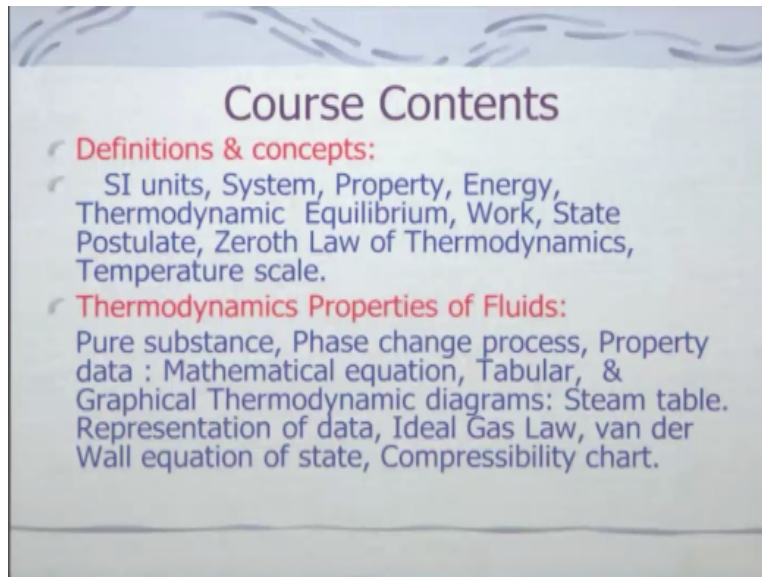 Course Contents
Definitions & concepts:
SI units, System, Property, Energy,
Thermodynamic Equilibrium, Work, State
Postulate, Zeroth Law of Thermodynamics,
Temperature scale.
Thermodynamics Properties of Fluids:
Pure substance, Phase change process, Property
data : Mathematical equation, Tabular, &
Graphical Thermodynamic diagrams: Steam table.
Representation of data, Ideal Gas Law, van der
Wall equation of state, Compressibility chart.